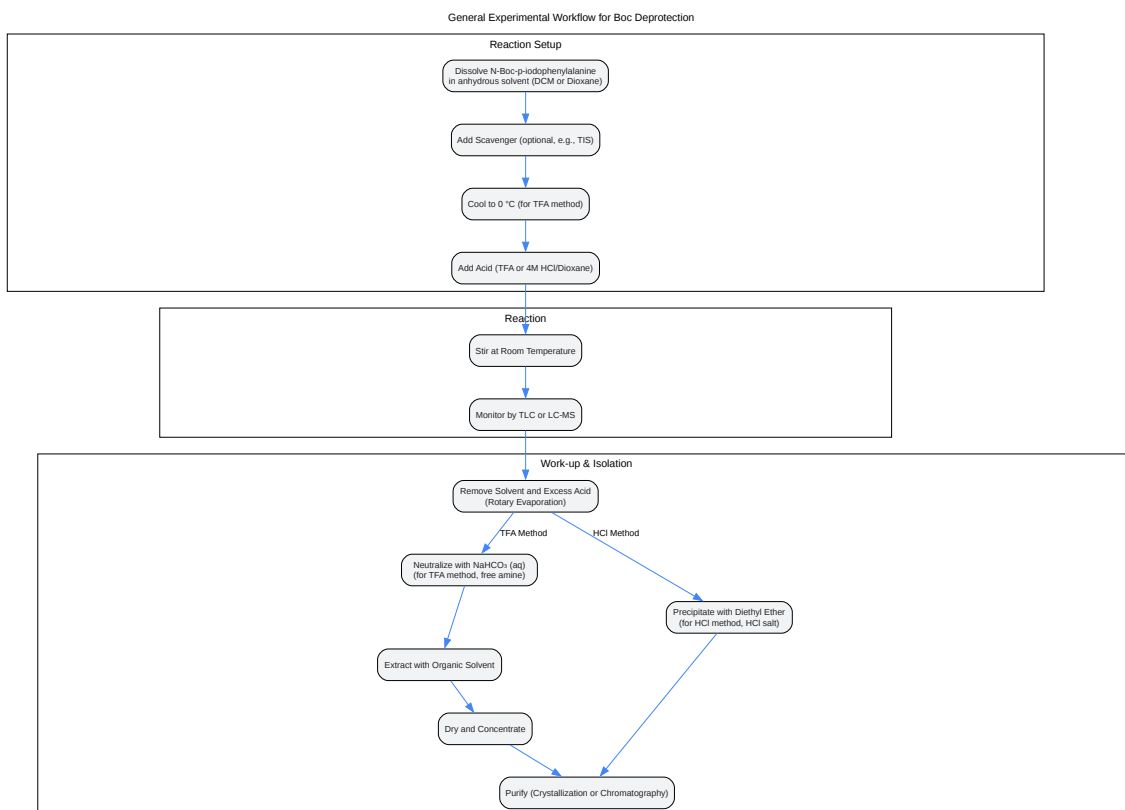 General Experimental Workflow for Boc Deprotection
Reaction Setup
Dissolve N-Boc-p-iodophenylalanine
in anhydrous solvent (DCM or Dioxane)
Add Scavenger (optional, e.g., TIS)
Cool to 0 °C (for TFA method)
Add Acid (TFA or 4M HCl/Dioxane)
Reaction
Stir at Room Temperature
Monitor by TLC or LC-MS
Work-up & Isolation
Remove Solvent and Excess Acid
(Rotary Evaporation)
TFA Method
HCl Method
Neutralize with NaHCO₃ (aq)
(for TFA method, free amine)
Precipitate with Diethyl Ether
(for HCl method, HCl salt)
Extract with Organic Solvent
Dry and Concentrate
Purify (Crystallization or Chromatography)